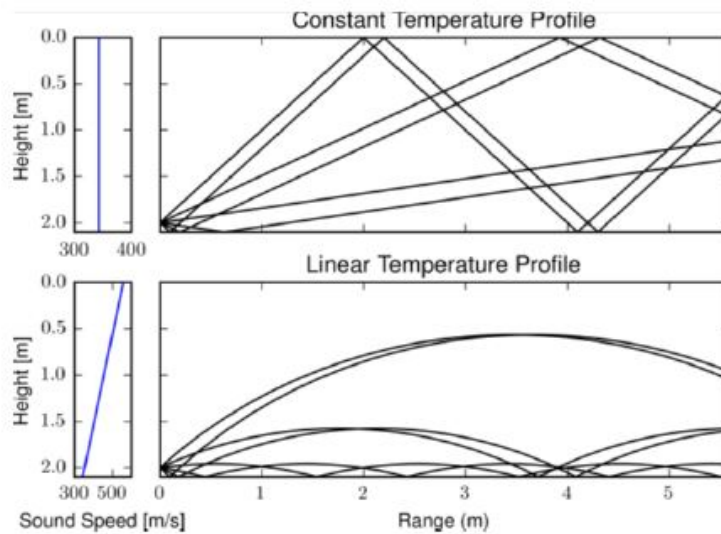 Constant Temperature Profile
0.0
0.5
1.0
1.5
2.0
Height [m]
300 400
Linear Temperature Profile
0.0
0.5
1.0
1.5
2.0
Height [m]
300 500 0 1 2 3 4 5
Sound Speed [m/s] Range (m)